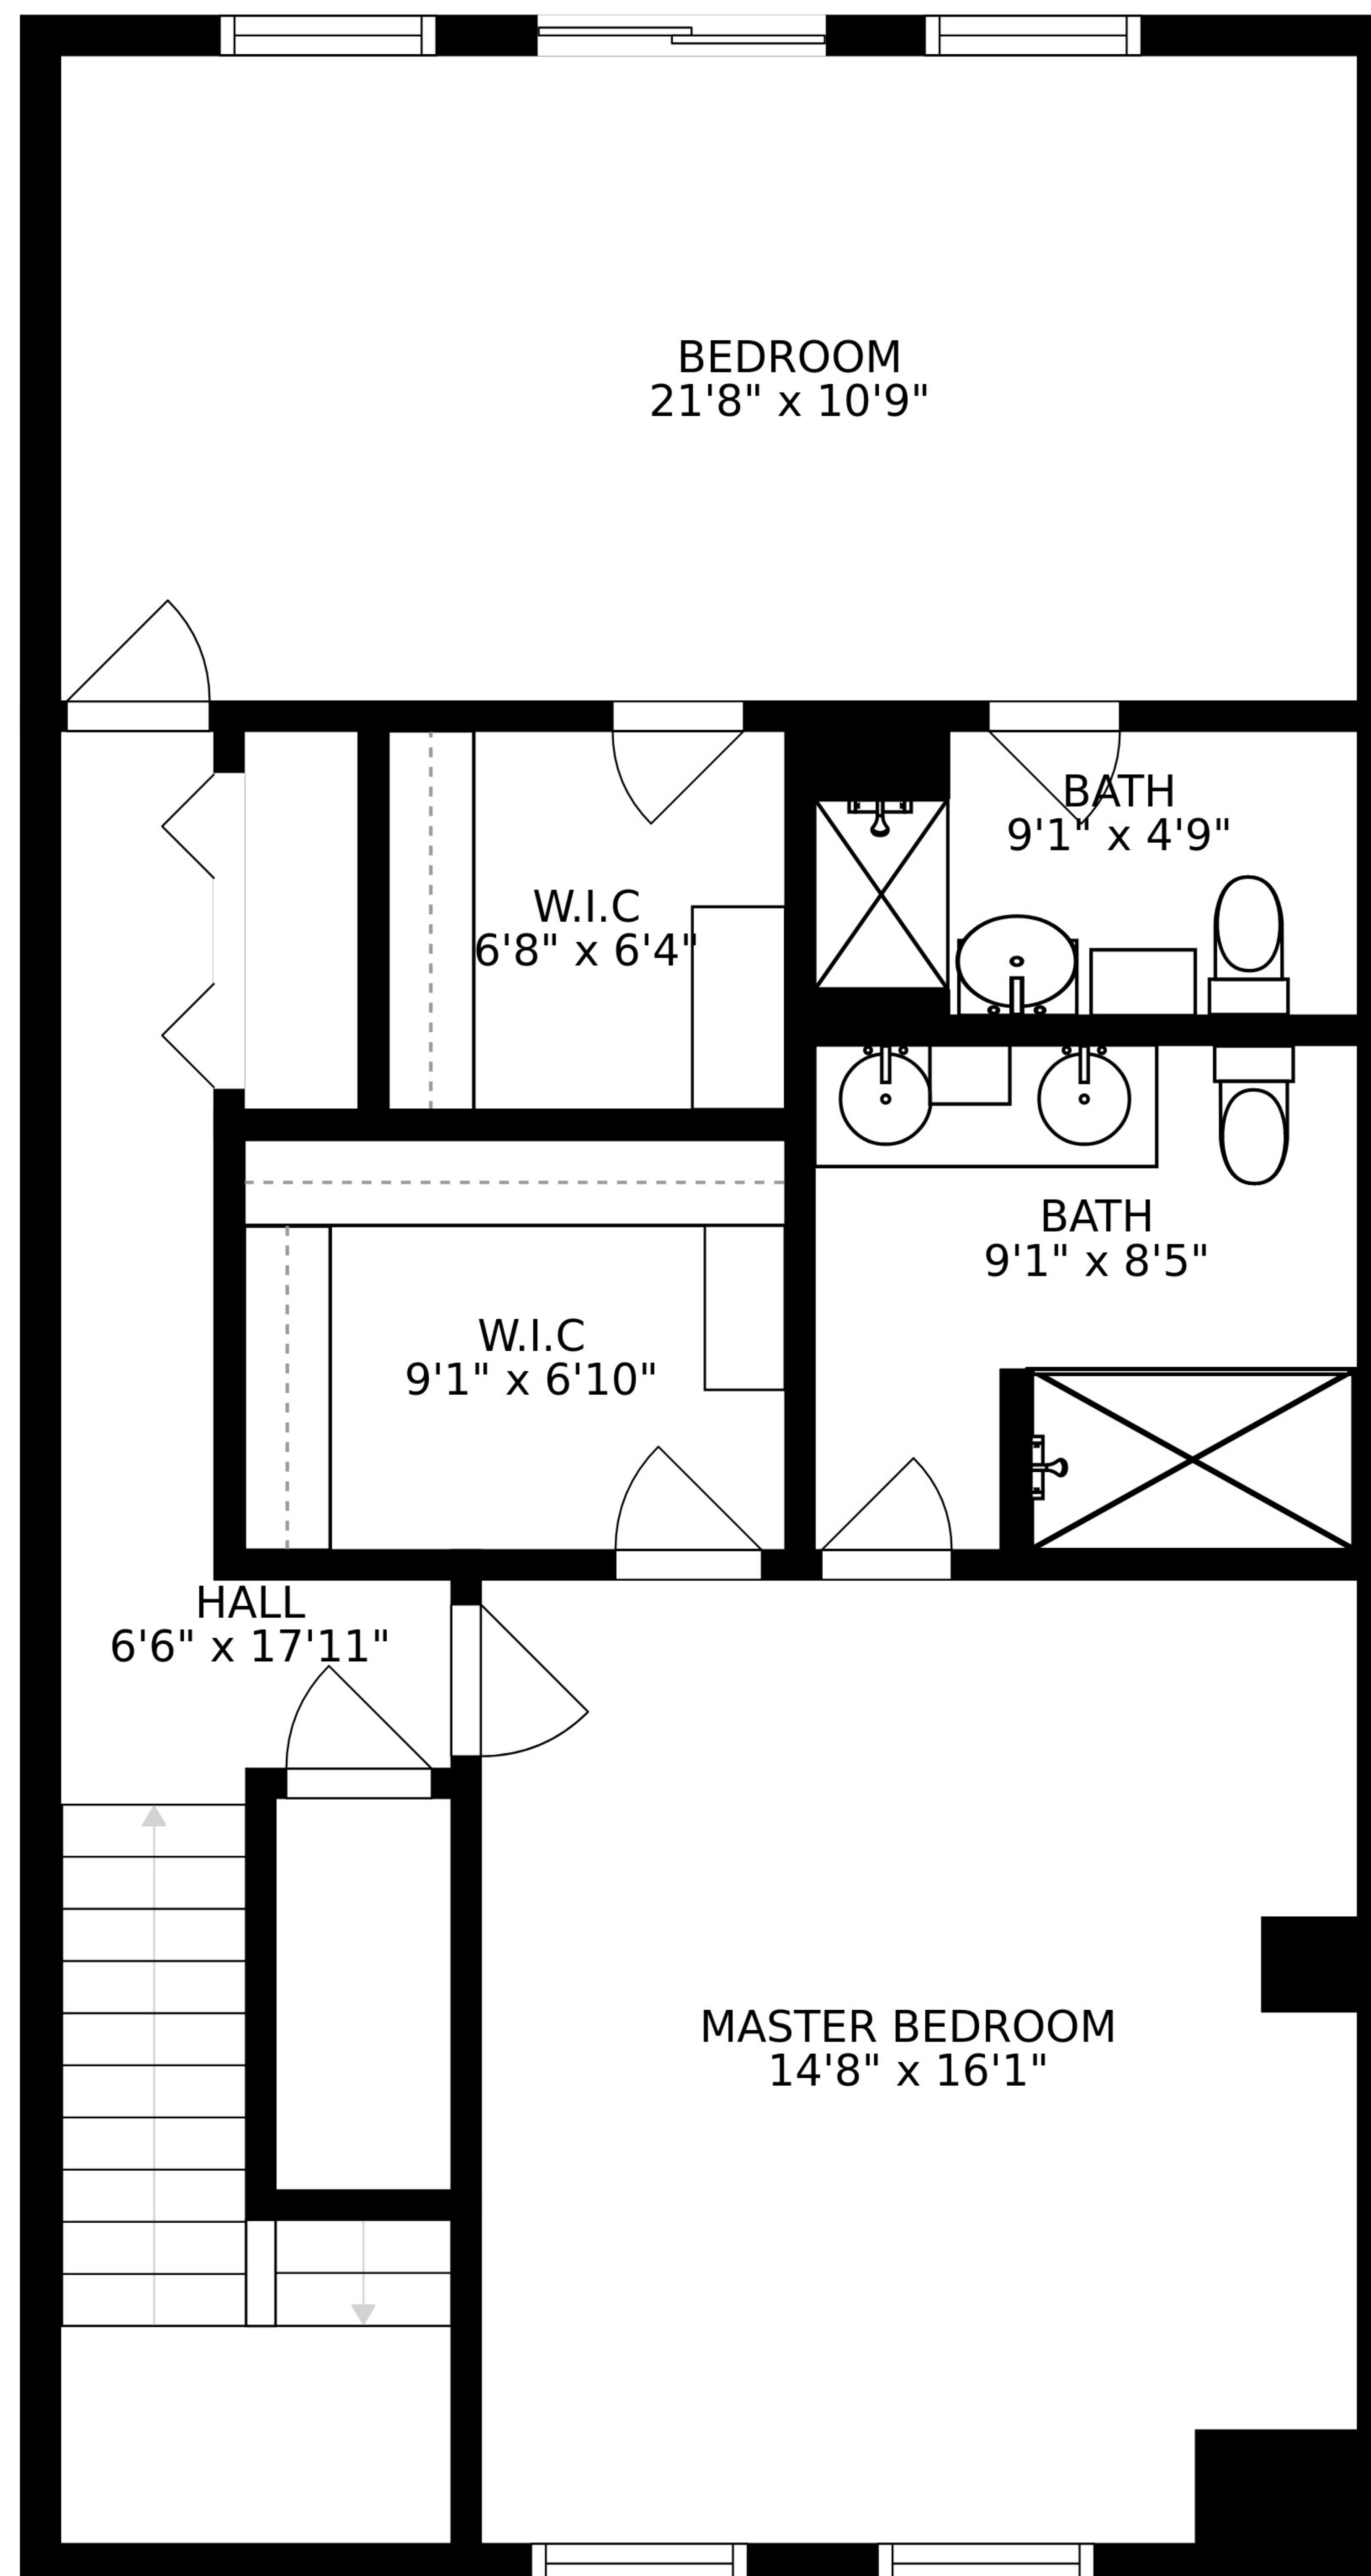 BEDROOM
21'8" x 10'9"
BATH
9'1" x 4'9"
W.I.C
6'8" x 6'4"
BATH
9'1" x 8'5"
W.I.C
9'1" x 6'10"
HALL
6'6" x 17'11"
MASTER BEDROOM
14'8" x 16'1"